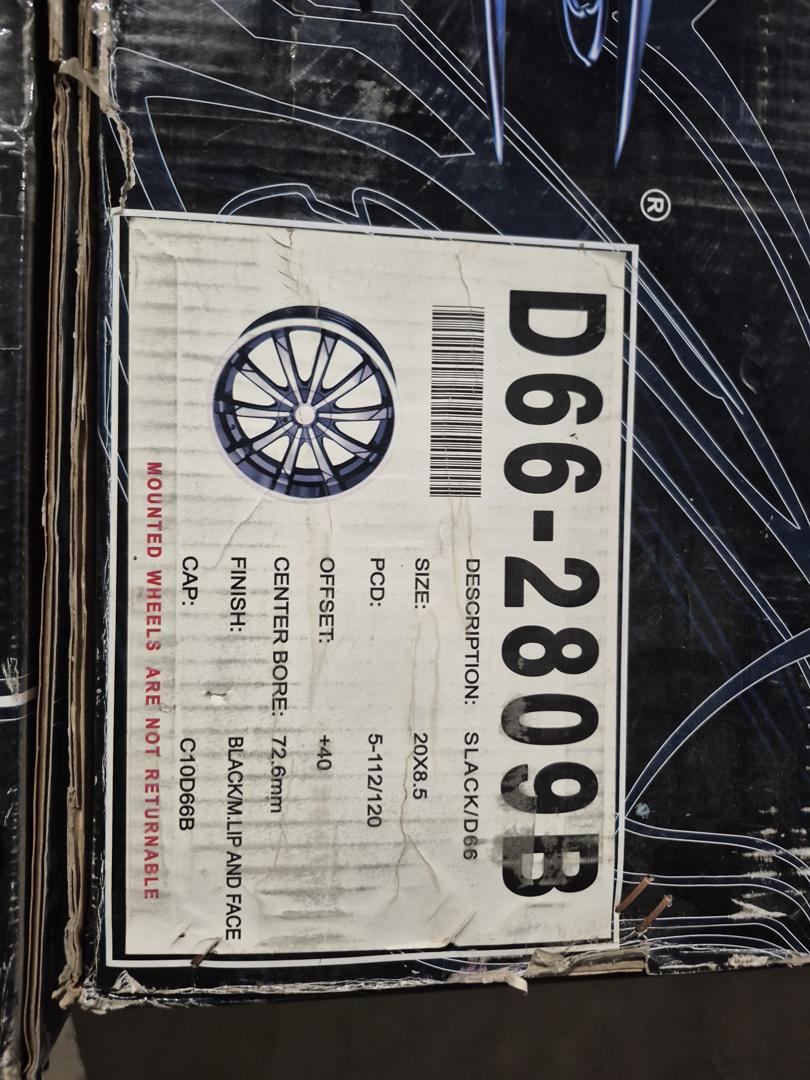 ®
D66-2809B
DESCRIPTION: SLACK/D66
SIZE: 20X8.5
PCD: 5-112/120
OFFSET: +40
CENTER BORE: 72.6mm
FINISH: BLACK/M.LIP AND FACE
CAP: C10D66B
MOUNTED WHEELS ARE NOT RETURNABLE